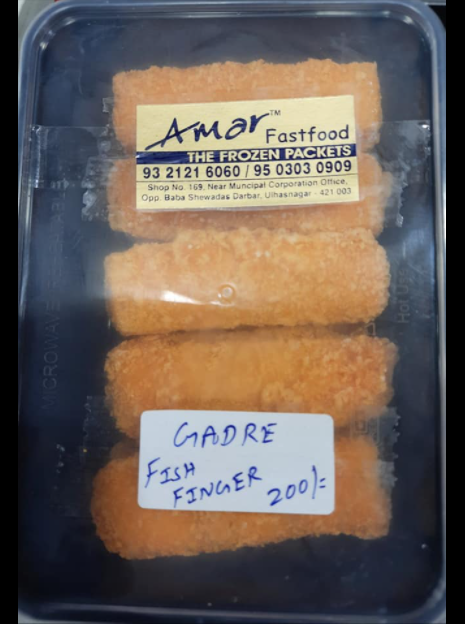 Amar™ Fastfood
THE FROZEN PACKETS
93 2121 6060 / 95 0303 0909
Shop No. 169, Near Muncipal Corporation Office,
Opp. Baba Shewadas Darbar, Ulhasnagar - 421 003
MICROWAVE
GADRE
FISH
FINGER 200/=